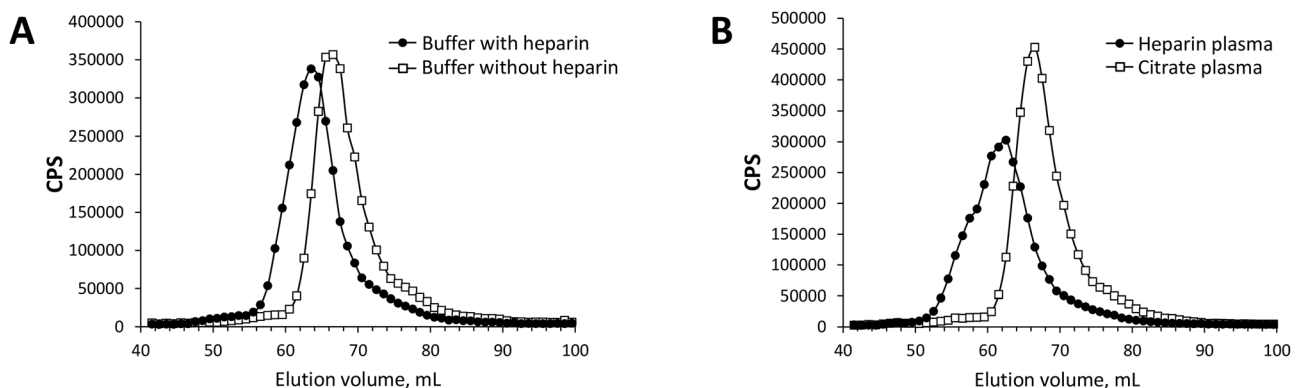 A
400000
350000
300000
250000
200000
150000
100000
50000
0
CPS
40 50 60 70 80 90 100
Elution volume, mL
Buffer with heparin
Buffer without heparin
B
500000
450000
400000
350000
300000
250000
200000
150000
100000
50000
0
CPS
40 50 60 70 80 90 100
Elution volume, mL
Heparin plasma
Citrate plasma